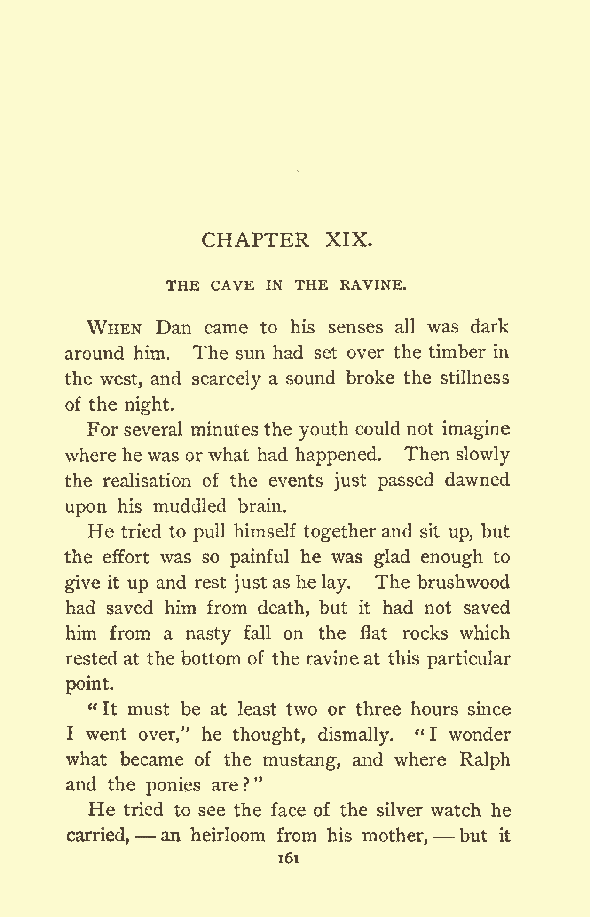 CHAPTER XIX.
THE CAVE IN THE RAVINE.
WHEN Dan came to his senses all was dark
around him. The sun had set over the timber in
the west, and scarcely a sound broke the stillness
of the night.
For several minutes the youth could not imagine
where he was or what had happened. Then slowly
the realisation of the events just passed dawned
upon his muddled brain.
He tried to pull himself together and sit up, but
the effort was so painful he was glad enough to
give it up and rest just as he lay. The brushwood
had saved him from death, but it had not saved
him from a nasty fall on the flat rocks which
rested at the bottom of the ravine at this particular
point.
"It must be at least two or three hours since
I went over," he thought, dismally. "I wonder
what became of the mustang, and where Ralph
and the ponies are?"
He tried to see the face of the silver watch he
carried, — an heirloom from his mother, — but it
161